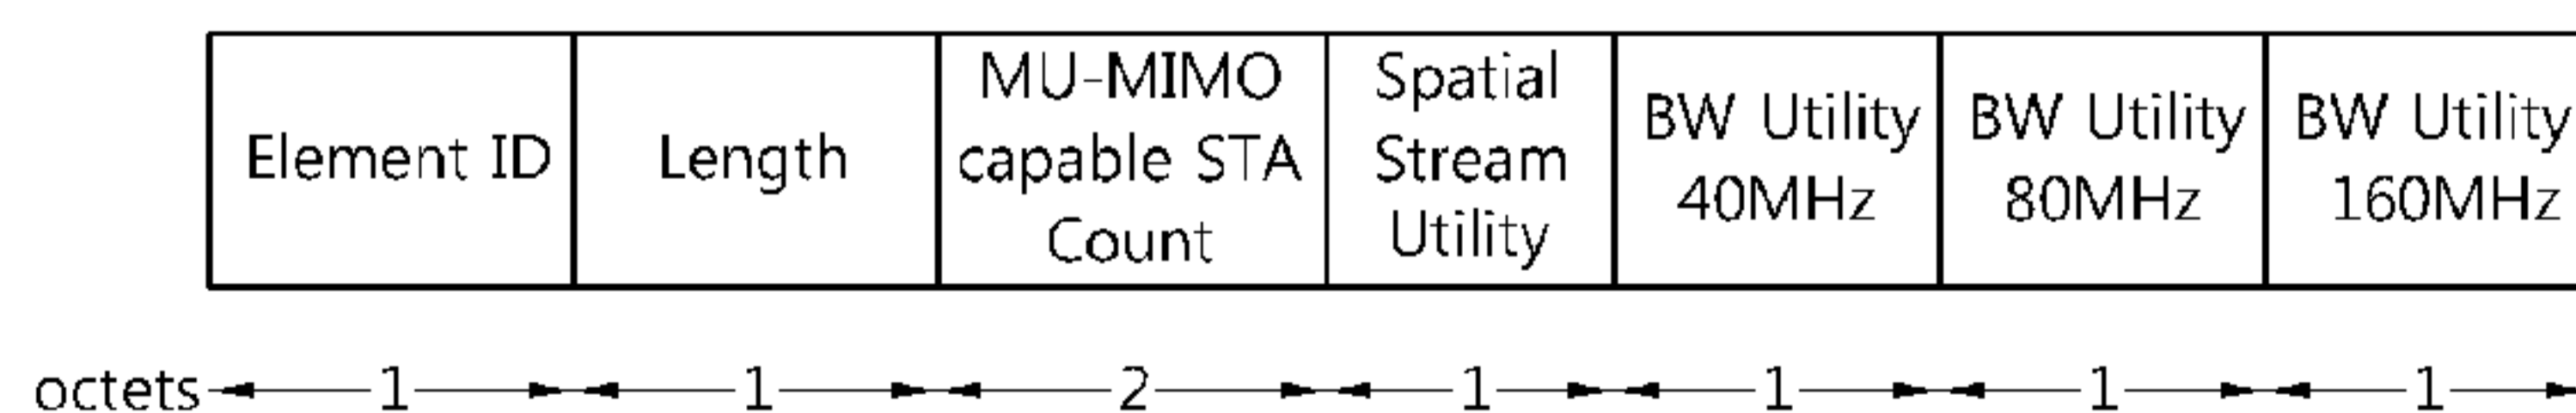 Element ID
Length
MU-MIMO
capable STA
Count
Spatial
Stream
Utility
BW Utility
40MHz
BW Utility
80MHz
BW Utility
160MHz
octets 1 1 2 1 1 1 1